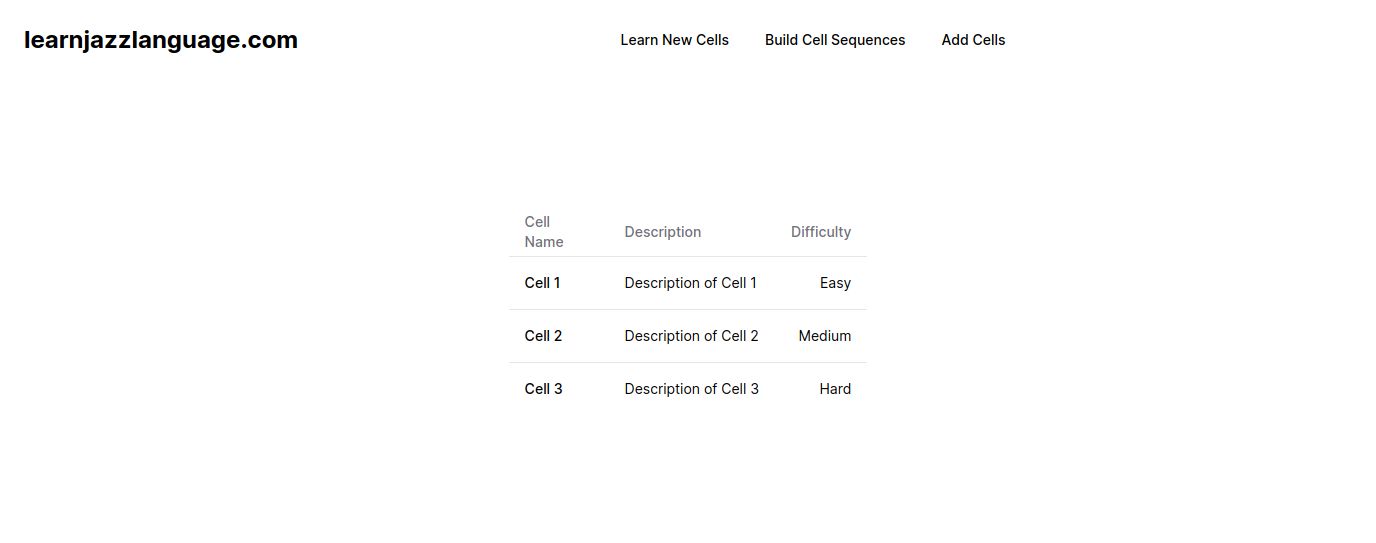 learnjazzlanguage.com
Learn New Cells Build Cell Sequences Add Cells
Cell
Name
Description
Difficulty
Cell 1 Description of Cell 1 Easy
Cell 2 Description of Cell 2 Medium
Cell 3 Description of Cell 3 Hard